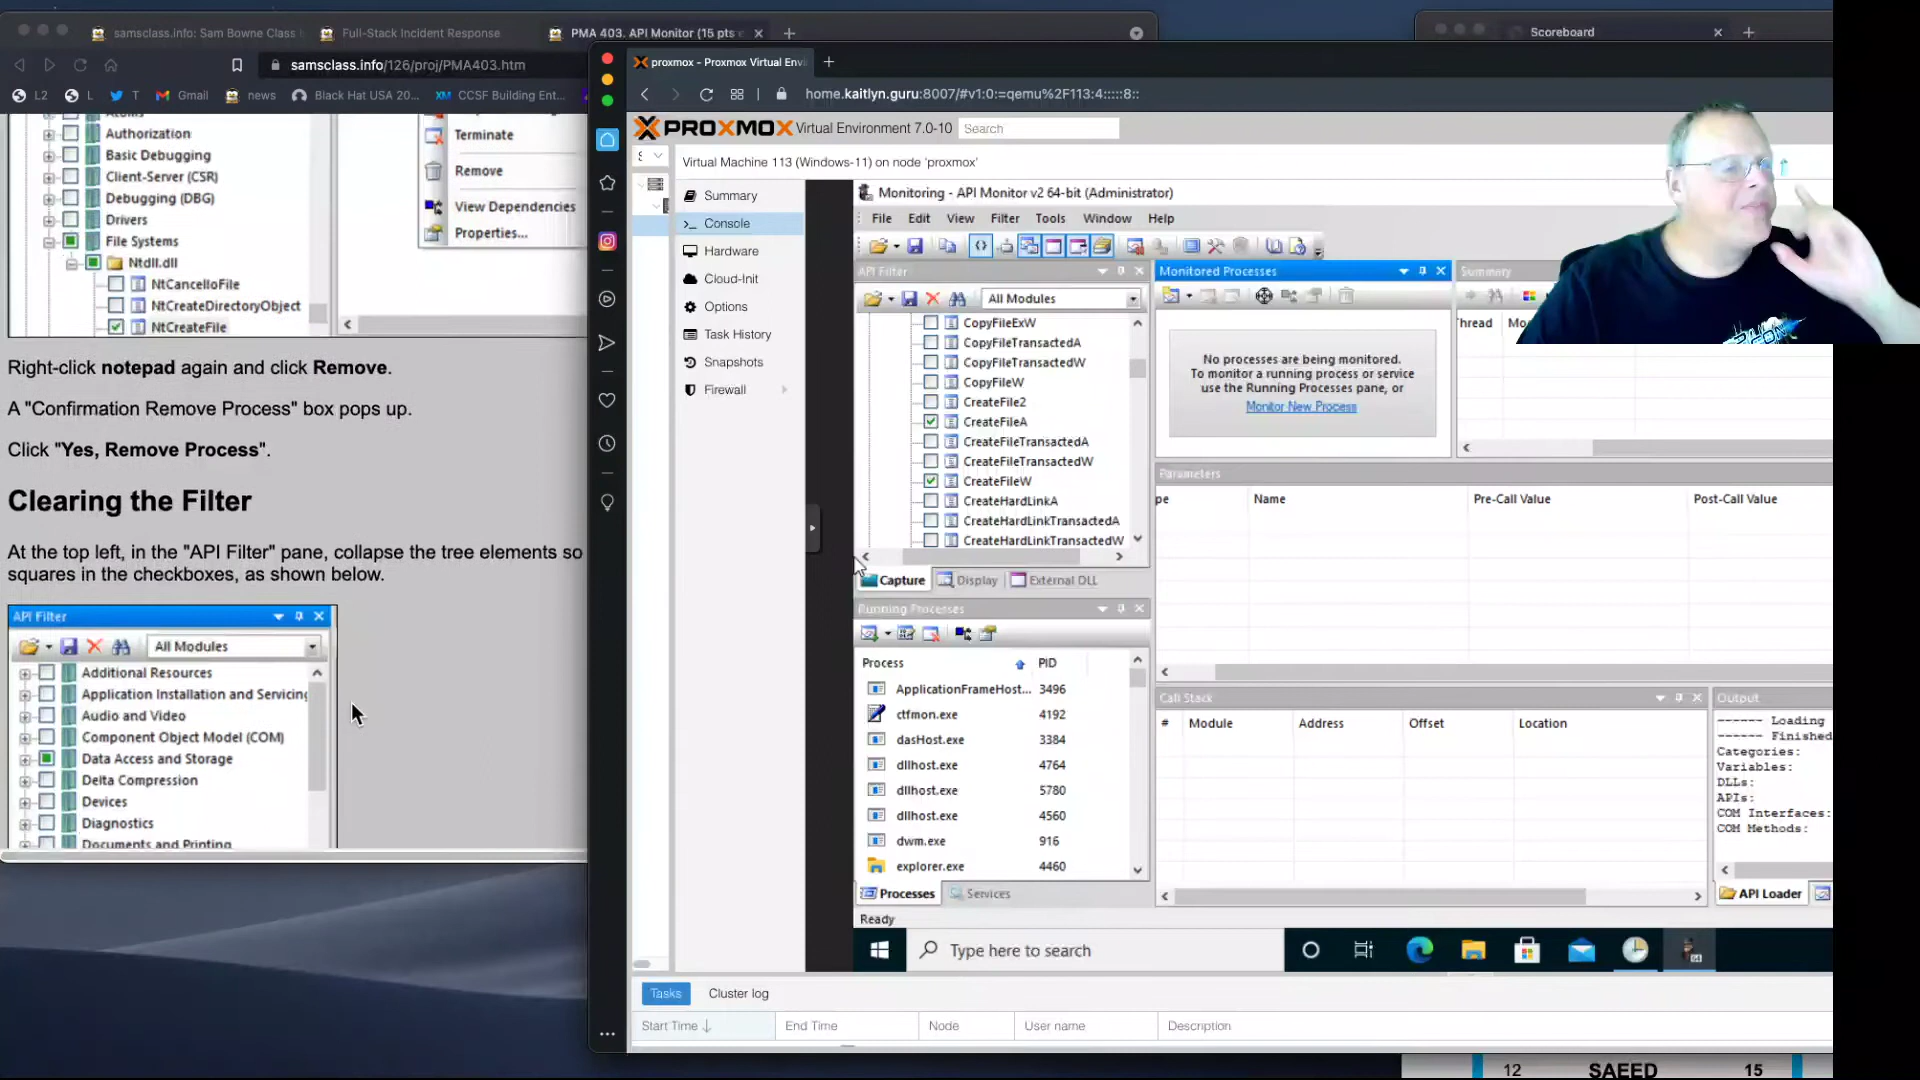 samsclass.info: Sam Bowne Class
Full-Stack Incident Response
PMA 403. API Monitor (15 pts
Scoreboard
samsclass.info/126/proj/PMA403.htm
L2
L
T
Gmail
news
Black Hat USA 20...
CCSF Building Ent...
Authorization
Basic Debugging
Client-Server (CSR)
Debugging (DBG)
Drivers
File Systems
Ntdll.dll
NtCancelIoFile
NtCreateDirectoryObject
NtCreateFile
Terminate
Remove
View Dependencies
Properties...
Right-click notepad again and click Remove.
A "Confirmation Remove Process" box pops up.
Click "Yes, Remove Process".
Clearing the Filter
At the top left, in the "API Filter" pane, collapse the tree elements so
squares in the checkboxes, as shown below.
API Filter
All Modules
Additional Resources
Application Installation and Servicing
Audio and Video
Component Object Model (COM)
Data Access and Storage
Delta Compression
Devices
Diagnostics
Documents and Printing
proxmox - Proxmox Virtual Envi
home.kaitlyn.guru:8007/#v1:0:=qemu%2F113:4:::::8::
PROXMOX Virtual Environment 7.0-10
Search
Virtual Machine 113 (Windows-11) on node 'proxmox'
Summary
Console
Hardware
Cloud-Init
Options
Task History
Snapshots
Firewall
Monitoring - API Monitor v2 64-bit (Administrator)
File Edit View Filter Tools Window Help
API Filter
All Modules
CopyFileExW
CopyFileTransactedA
CopyFileTransactedW
CopyFileW
CreateFile2
CreateFileA
CreateFileTransactedA
CreateFileTransactedW
CreateFileW
CreateHardLinkA
CreateHardLinkTransactedA
CreateHardLinkTransactedW
Capture Display External DLL
Monitored Processes
No processes are being monitored.
To monitor a running process or service
use the Running Processes pane, or
Monitor New Process
Summary
Thread
Parameters
pe Name Pre-Call Value Post-Call Value
Running Processes
Process PID
ApplicationFrameHost... 3496
ctfmon.exe 4192
dasHost.exe 3384
dllhost.exe 4764
dllhost.exe 5780
dllhost.exe 4560
dwm.exe 916
explorer.exe 4460
Processes Services
Call Stack
# Module Address Offset Location
Output
------ Loading
------ Finished
Categories:
Variables:
DLLs:
APIs:
COM Interfaces:
COM Methods:
API Loader
Ready
Type here to search
Tasks Cluster log
Start Time End Time Node User name Description
12 SAEED 15